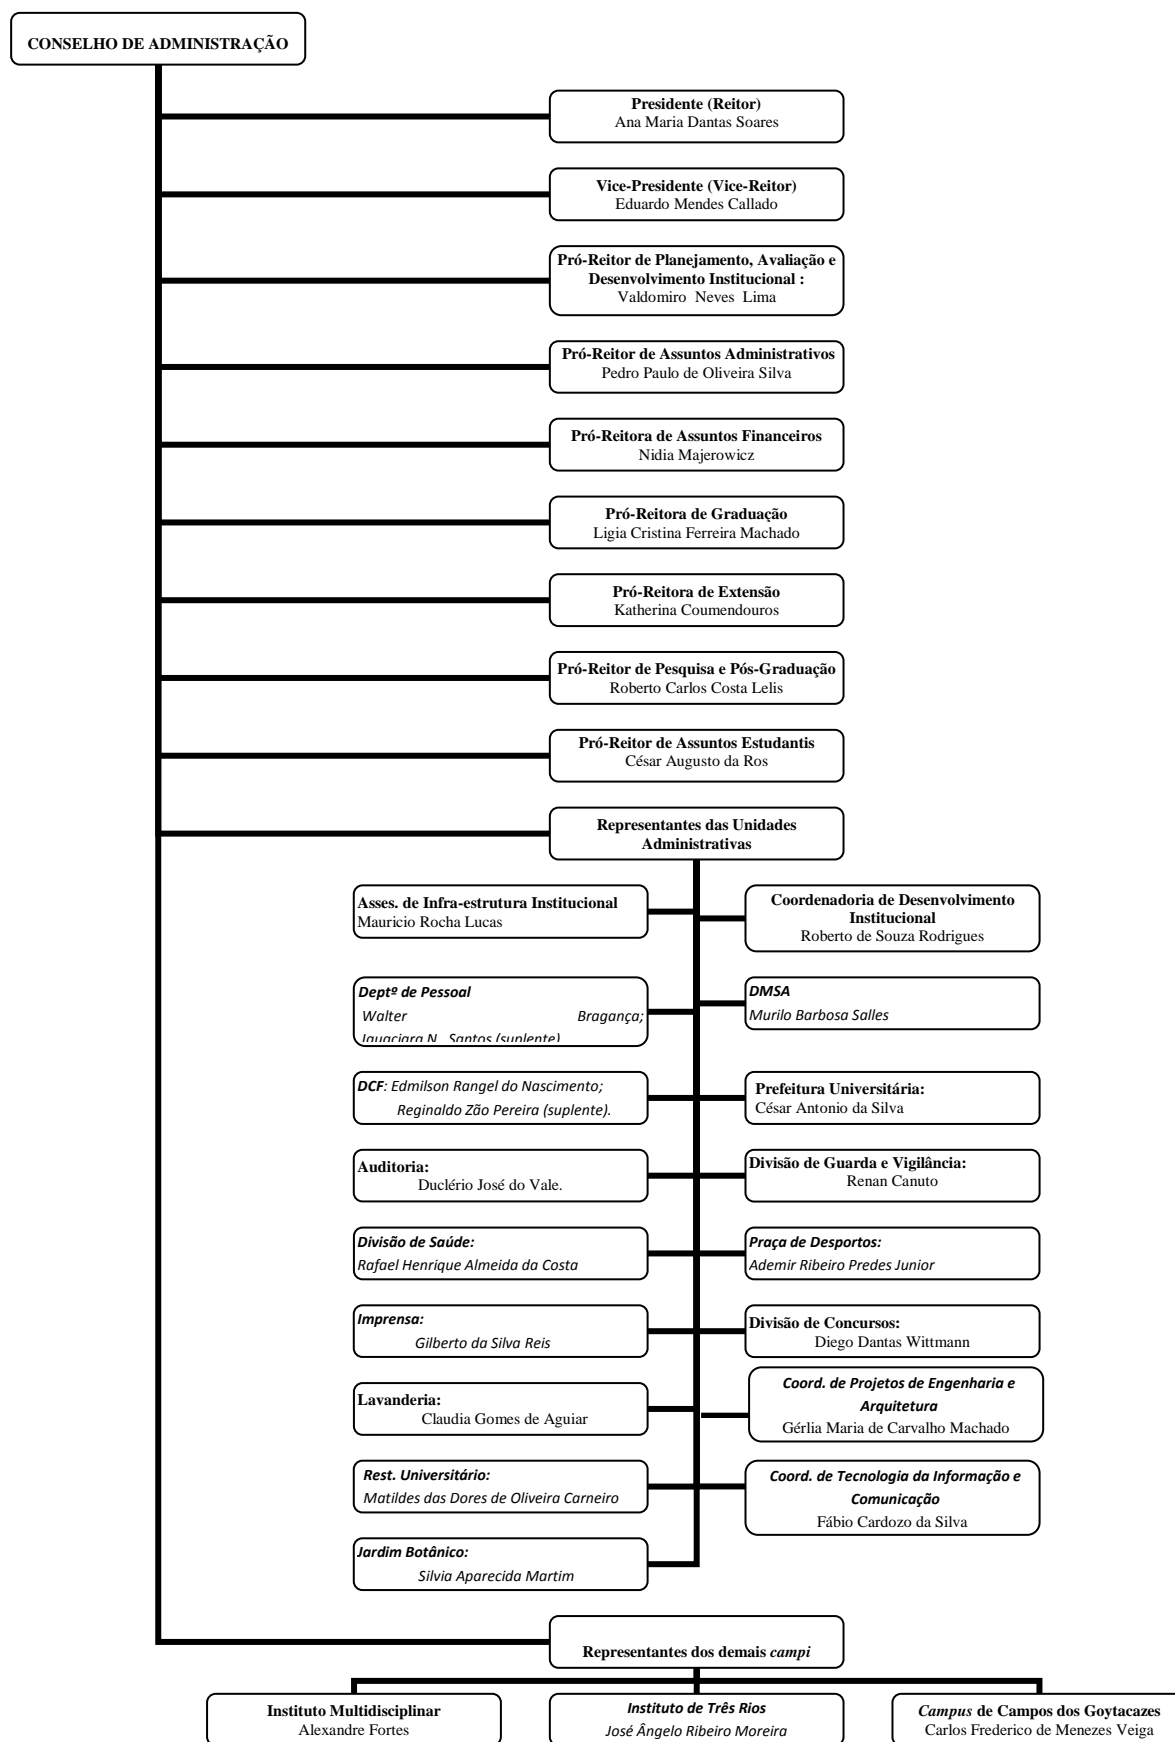 CONSELHO DE ADMINISTRAÇÃO
Presidente (Reitor)
Ana Maria Dantas Soares
Vice-Presidente (Vice-Reitor)
Eduardo Mendes Callado
Pró-Reitor de Planejamento, Avaliação e
Desenvolvimento Institucional :
Valdomiro Neves Lima
Pró-Reitor de Assuntos Administrativos
Pedro Paulo de Oliveira Silva
Pró-Reitora de Assuntos Financeiros
Nidia Majerowicz
Pró-Reitora de Graduação
Ligia Cristina Ferreira Machado
Pró-Reitora de Extensão
Katherina Coumendouros
Pró-Reitor de Pesquisa e Pós-Graduação
Roberto Carlos Costa Lelis
Pró-Reitor de Assuntos Estudantis
César Augusto da Ros
Representantes das Unidades
Administrativas
Asses. de Infra-estrutura Institucional
Mauricio Rocha Lucas
Coordenadoria de Desenvolvimento
Institucional
Roberto de Souza Rodrigues
Deptº de Pessoal
Walter Bragança;
Iguaciara N. Santos (suplente)
DMSA
Murilo Barbosa Salles
DCF: Edmilson Rangel do Nascimento;
Reginaldo Zão Pereira (suplente).
Prefeitura Universitária:
César Antonio da Silva
Auditoria:
Duclério José do Vale.
Divisão de Guarda e Vigilância:
Renan Canuto
Divisão de Saúde:
Rafael Henrique Almeida da Costa
Praça de Desportos:
Ademir Ribeiro Predes Junior
Imprensa:
Gilberto da Silva Reis
Divisão de Concursos:
Diego Dantas Wittmann
Lavanderia:
Claudia Gomes de Aguiar
Coord. de Projetos de Engenharia e
Arquitetura
Gérlia Maria de Carvalho Machado
Rest. Universitário:
Matildes das Dores de Oliveira Carneiro
Coord. de Tecnologia da Informação e
Comunicação
Fábio Cardozo da Silva
Jardim Botânico:
Silvia Aparecida Martim
Representantes dos demais campi
Instituto Multidisciplinar
Alexandre Fortes
Instituto de Três Rios
José Ângelo Ribeiro Moreira
Campus de Campos dos Goytacazes
Carlos Frederico de Menezes Veiga